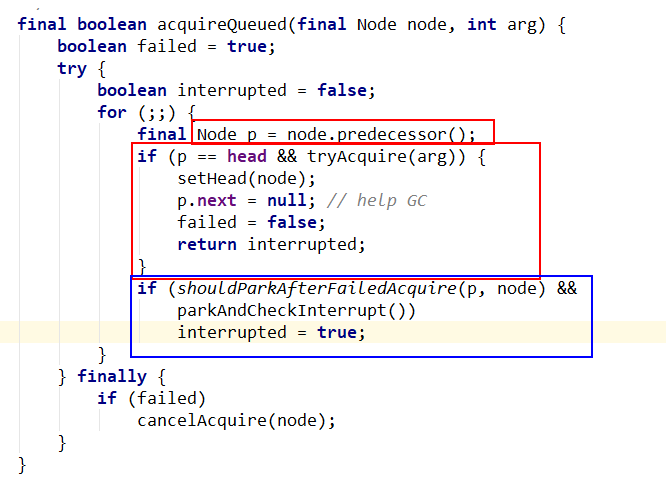 final boolean acquireQueued(final Node node, int arg) {
    boolean failed = true;
    try {
        boolean interrupted = false;
        for (;;) {
            final Node p = node.predecessor();
            if (p == head && tryAcquire(arg)) {
                setHead(node);
                p.next = null; // help GC
                failed = false;
                return interrupted;
            }
            if (shouldParkAfterFailedAcquire(p, node) &&
                parkAndCheckInterrupt())
                interrupted = true;
        }
    } finally {
        if (failed)
            cancelAcquire(node);
    }
}